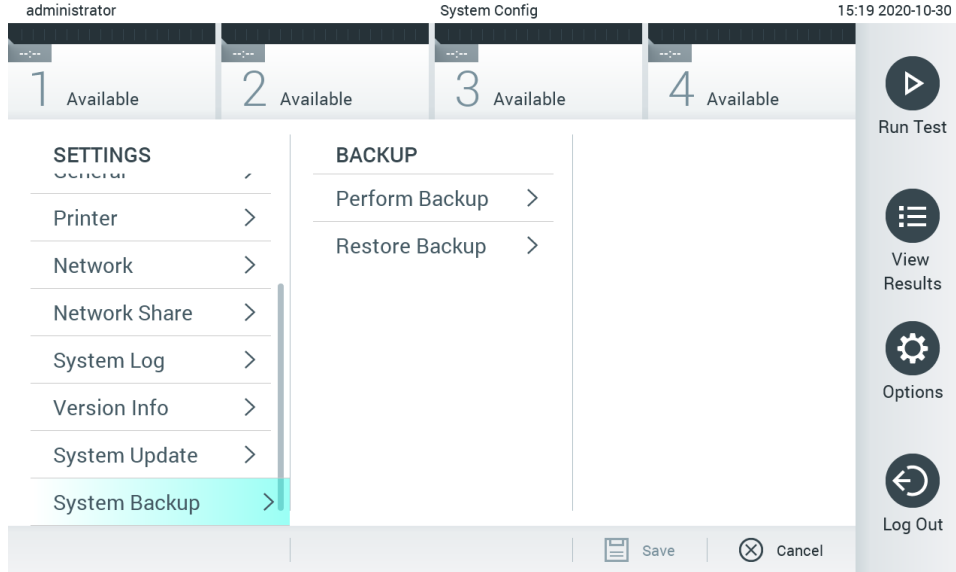 administrator
System Config
15:19 2020-10-30
--:--
1 Available
--:--
2 Available
--:--
3 Available
--:--
4 Available
SETTINGS
General
Printer
Network
Network Share
System Log
Version Info
System Update
System Backup
BACKUP
Perform Backup
Restore Backup
Save
Cancel
Run Test
View
Results
Options
Log Out